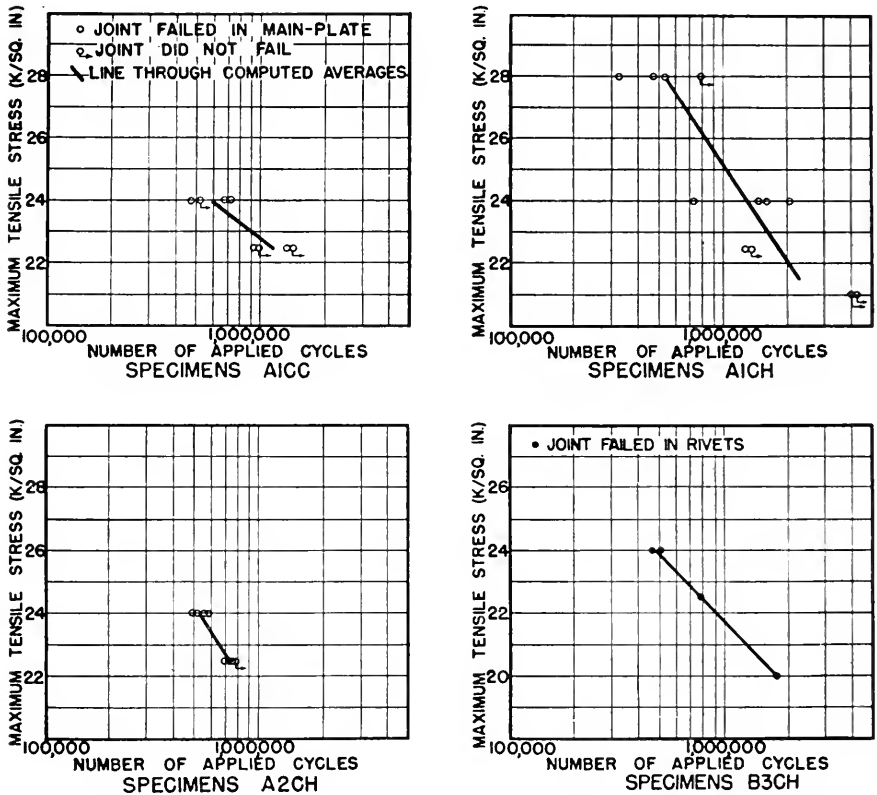 JOINT FAILED IN MAIN-PLATE
JOINT DID NOT FAIL
LINE THROUGH COMPUTED AVERAGES
MAXIMUM TENSILE STRESS (K/SQ. IN)
28
26
24
22
100,000
1,000,000
NUMBER OF APPLIED CYCLES
SPECIMENS A1CC
MAXIMUM TENSILE STRESS (K/SQ. IN.)
28
26
24
22
100,000
1,000,000
NUMBER OF APPLIED CYCLES
SPECIMENS A1CH
MAXIMUM TENSILE STRESS (K/SQ. IN.)
28
26
24
22
100,000
1,000,000
NUMBER OF APPLIED CYCLES
SPECIMENS A2CH
JOINT FAILED IN RIVETS
MAXIMUM TENSILE STRESS (K/SQ. IN.)
26
24
22
20
100,000
1,000,000
NUMBER OF APPLIED CYCLES
SPECIMENS B3CH